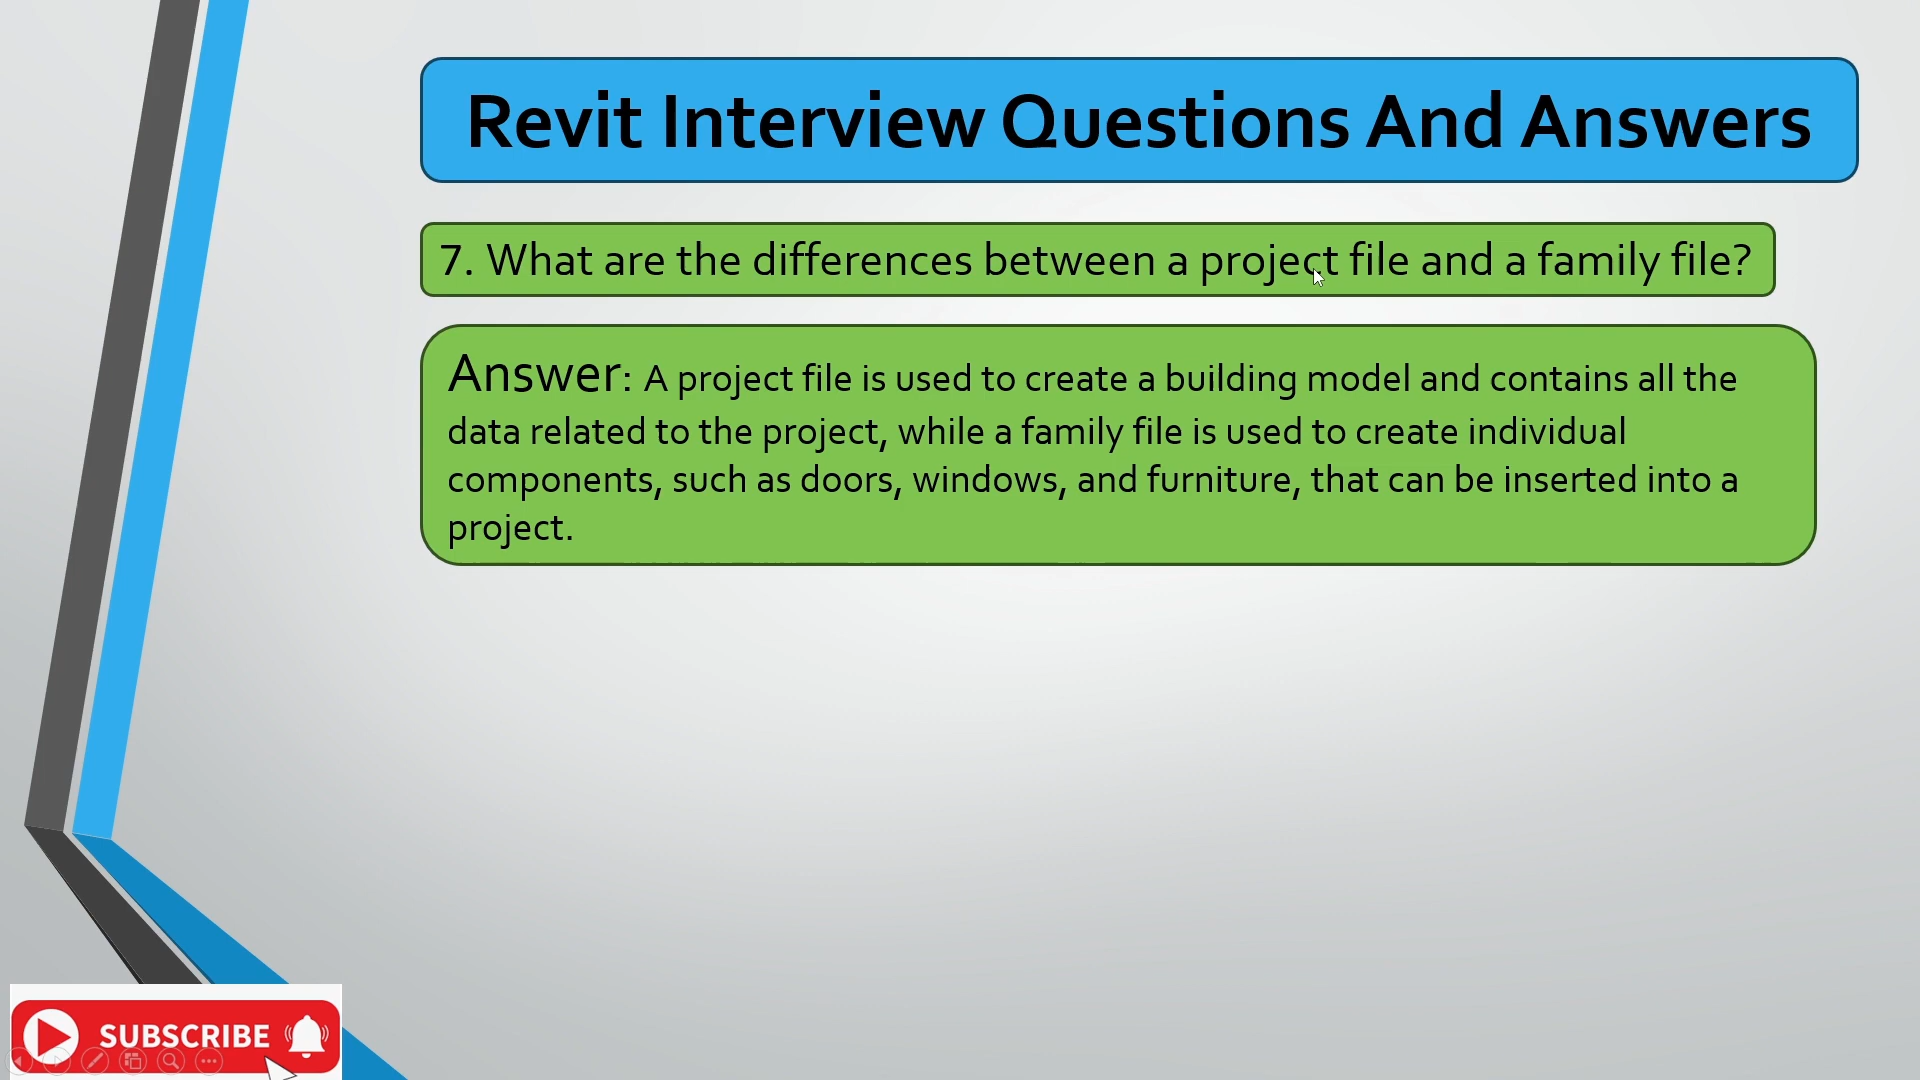 Revit Interview Questions And Answers
7. What are the differences between a project file and a family file?
Answer: A project file is used to create a building model and contains all the
data related to the project, while a family file is used to create individual
components, such as doors, windows, and furniture, that can be inserted into a
project.
SUBSCRIBE